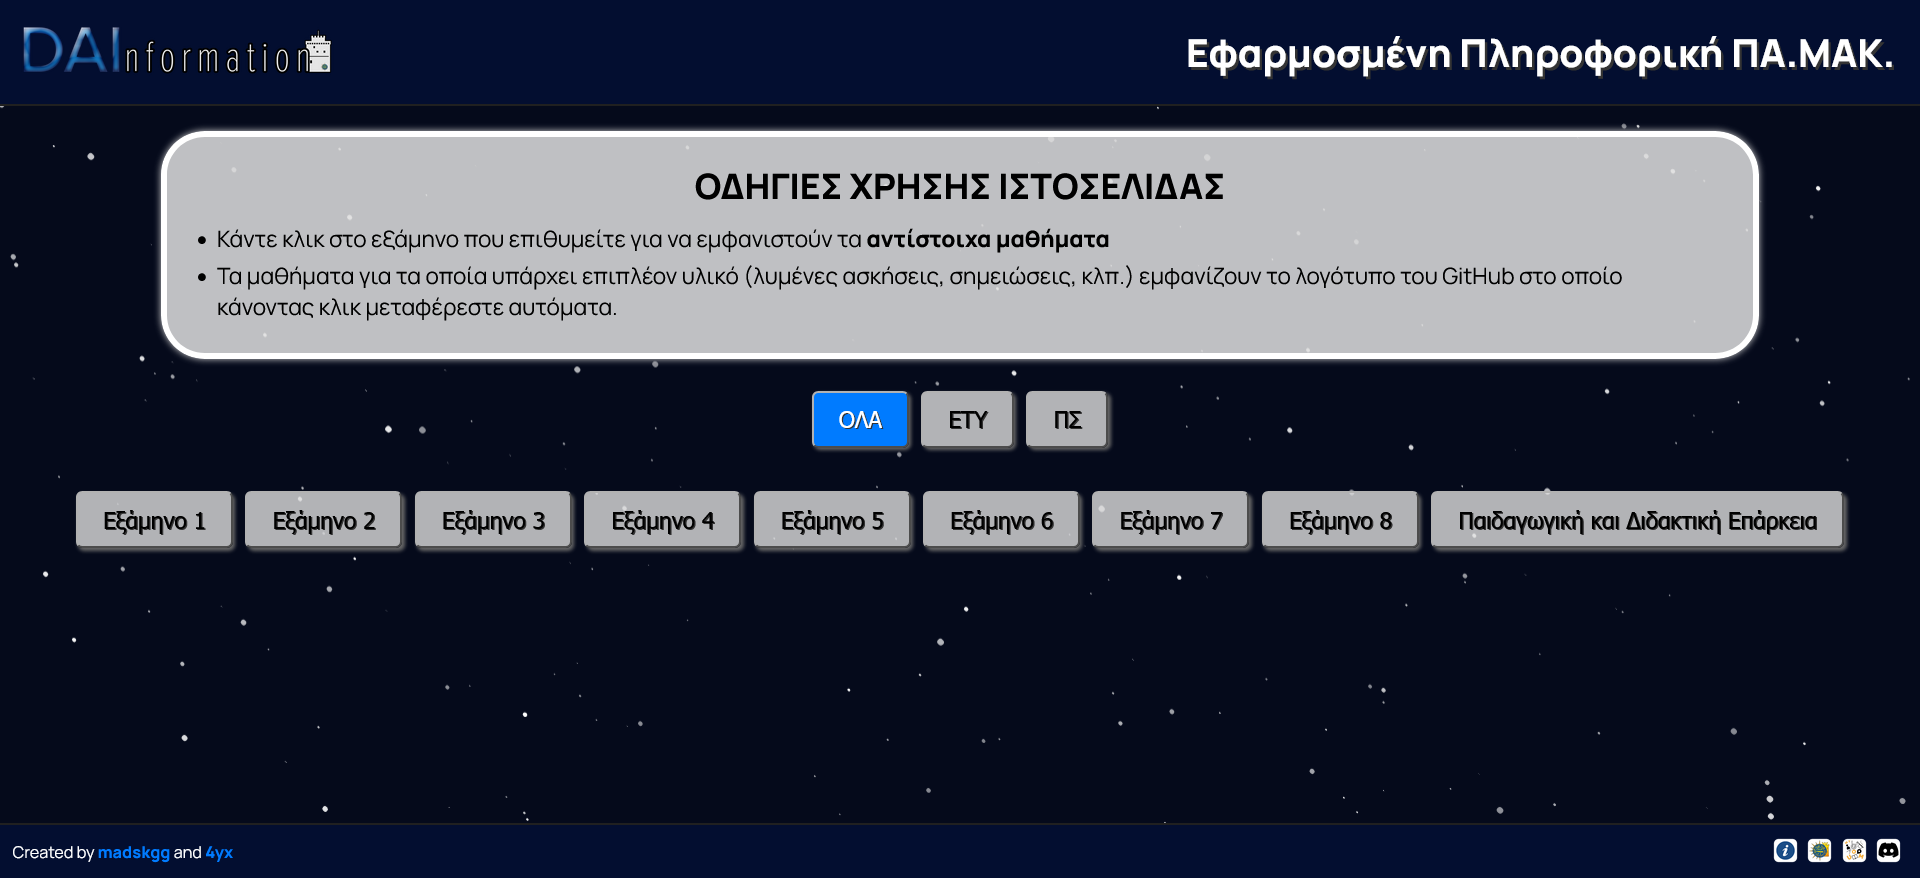 DAInformation
Εφαρμοσμένη Πληροφορική ΠΑ.ΜΑΚ.
ΟΔΗΓΙΕΣ ΧΡΗΣΗΣ ΙΣΤΟΣΕΛΙΔΑΣ
• Κάντε κλικ στο εξάμηνο που επιθυμείτε για να εμφανιστούν τα αντίστοιχα μαθήματα
• Τα μαθήματα για τα οποία υπάρχει επιπλέον υλικό (λυμένες ασκήσεις, σημειώσεις, κλπ.) εμφανίζουν το λογότυπο του GitHub στο οποίο
κάνοντας κλικ μεταφέρεστε αυτόματα.
ΟΛΑ ΕΤΥ ΠΣ
Εξάμηνο 1 Εξάμηνο 2 Εξάμηνο 3 Εξάμηνο 4 Εξάμηνο 5 Εξάμηνο 6 Εξάμηνο 7 Εξάμηνο 8 Παιδαγωγική και Διδακτική Επάρκεια
Created by madskgg and 4yx